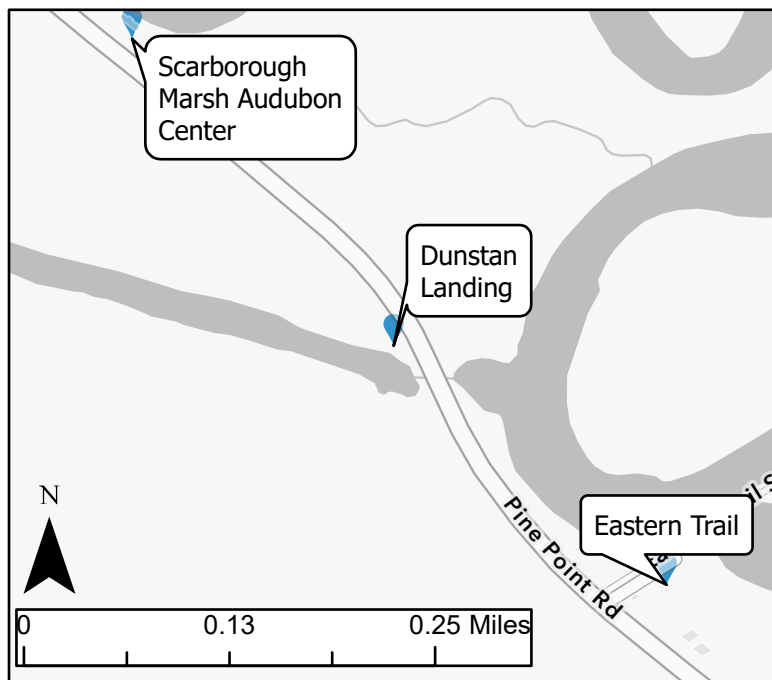 Scarborough
Marsh Audubon
Center
Dunstan
Landing
N
Eastern Trail
Pine Point Rd
0 0.13 0.25 Miles